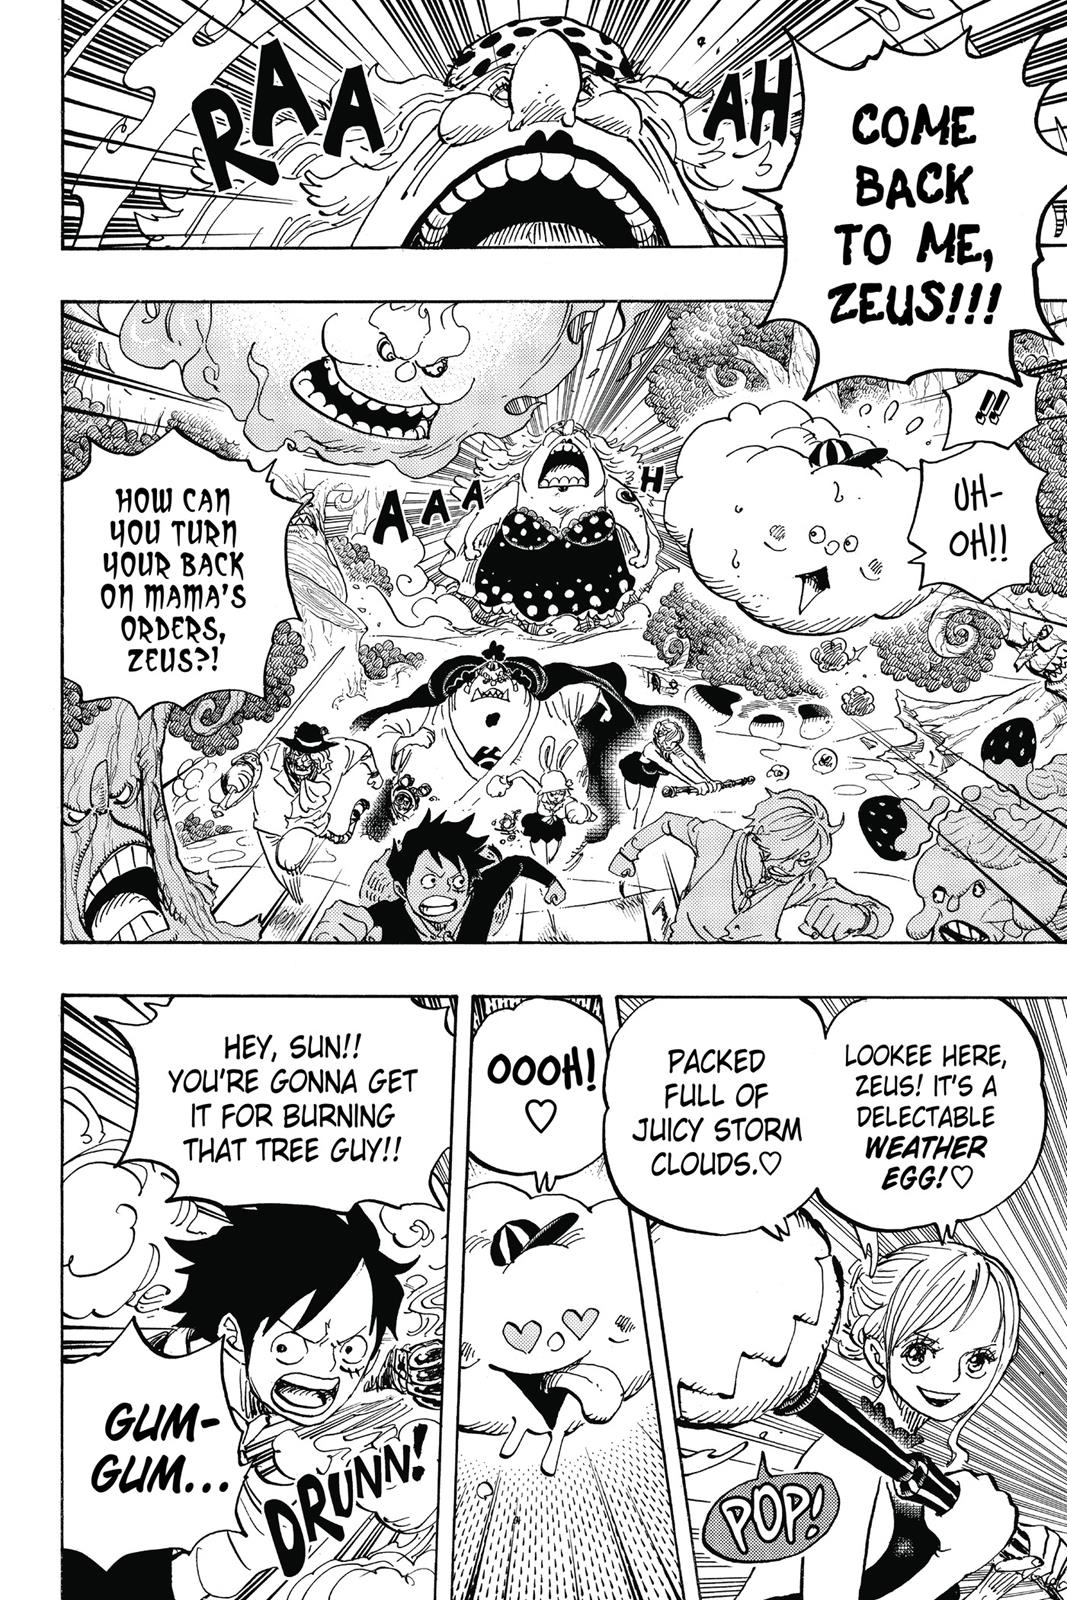 COME
BACK
TO ME,
ZEUS!!!
RAA
AH
!!
UH-
OH!!
AAA
H
HOW CAN
YOU TURN
YOUR BACK
ON MAMA'S
ORDERS,
ZEUS?!
LOOKEE HERE,
ZEUS! IT'S A
DELECTABLE
WEATHER
EGG!♡
PACKED
FULL OF
JUICY STORM
CLOUDS.♡
POP!
OOOH!
♡
HEY, SUN!!
YOU'RE GONNA GET
IT FOR BURNING
THAT TREE GUY!!
GUM-
GUM...
DRUNN!